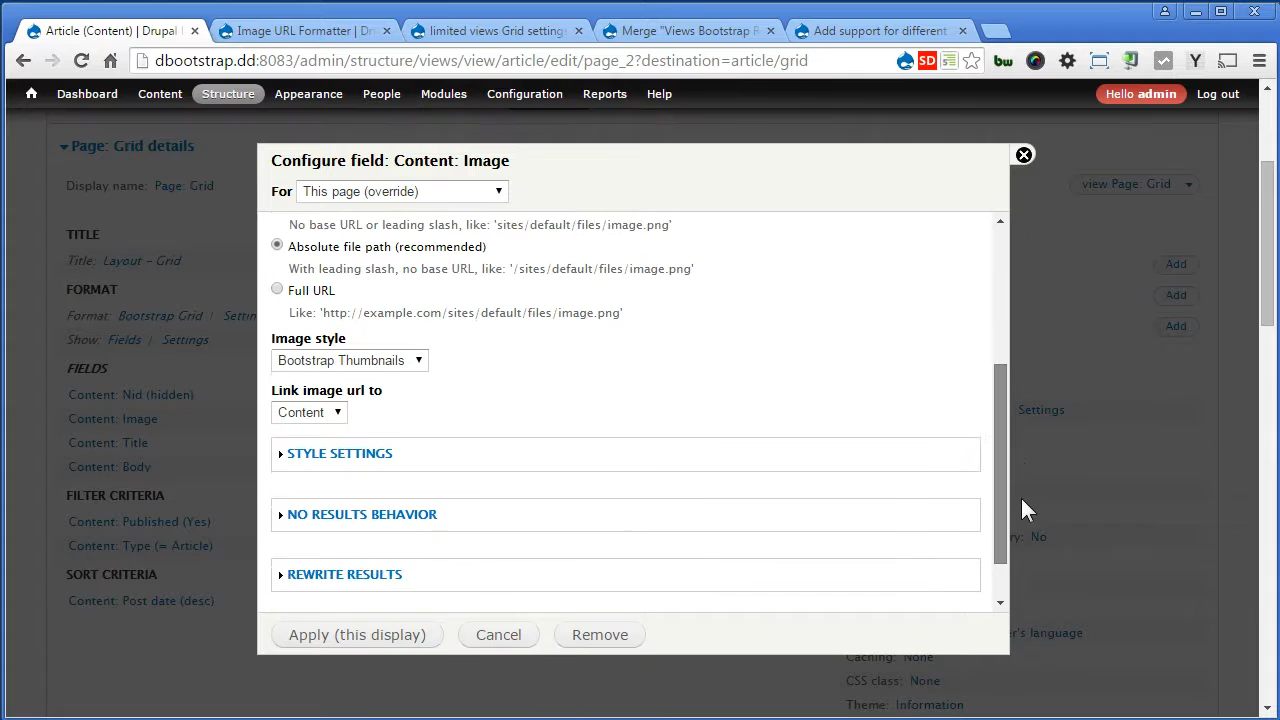 Article (Content) | Drupal
Image URL Formatter | Dr
limited views Grid settings
Merge "Views Bootstrap R
Add support for different
dbootstrap.dd:8083/admin/structure/views/view/article/edit/page_2?destination=article/grid
SD
bw
Y
Dashboard Content Structure Appearance People Modules Configuration Reports Help Hello admin Log out
Page: Grid details
Display name: Page: Grid
view Page: Grid
TITLE
Title: Layout - Grid
FORMAT
Format: Bootstrap Grid | Settin
Show: Fields | Settings
FIELDS
Content: Nid (hidden)
Content: Image
Content: Title
Content: Body
FILTER CRITERIA
Content: Published (Yes)
Content: Type (= Article)
SORT CRITERIA
Content: Post date (desc)
Configure field: Content: Image
For This page (override)
No base URL or leading slash, like: 'sites/default/files/image.png'
Absolute file path (recommended)
With leading slash, no base URL, like: '/sites/default/files/image.png'
Full URL
Like: 'http://example.com/sites/default/files/image.png'
Image style
Bootstrap Thumbnails
Link image url to
Content
STYLE SETTINGS
NO RESULTS BEHAVIOR
REWRITE RESULTS
Apply (this display) Cancel Remove
Add
Add
Add
Settings
ry: No
er's language
Caching: None
CSS class: None
Theme: Information